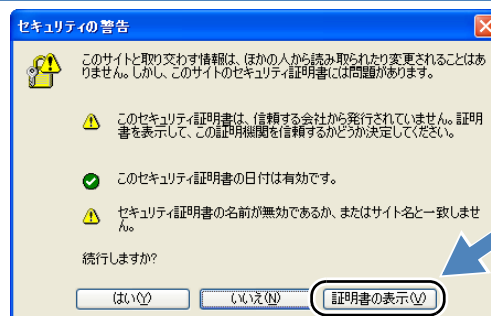 セキュリティの警告
このサイトと取り交わす情報は、ほかの人から読み取られたり変更されることはあ
りません。しかし、このサイトのセキュリティ証明書には問題があります。
このセキュリティ証明書は、信頼する会社から発行されていません。証明
書を表示して、この証明機関を信頼するかどうか決定してください。
このセキュリティ証明書の日付は有効です。
セキュリティ証明書の名前が無効であるか、またはサイト名と一致しませ
ん。
続行しますか?
はい(Y) いいえ(N) 証明書の表示(V)